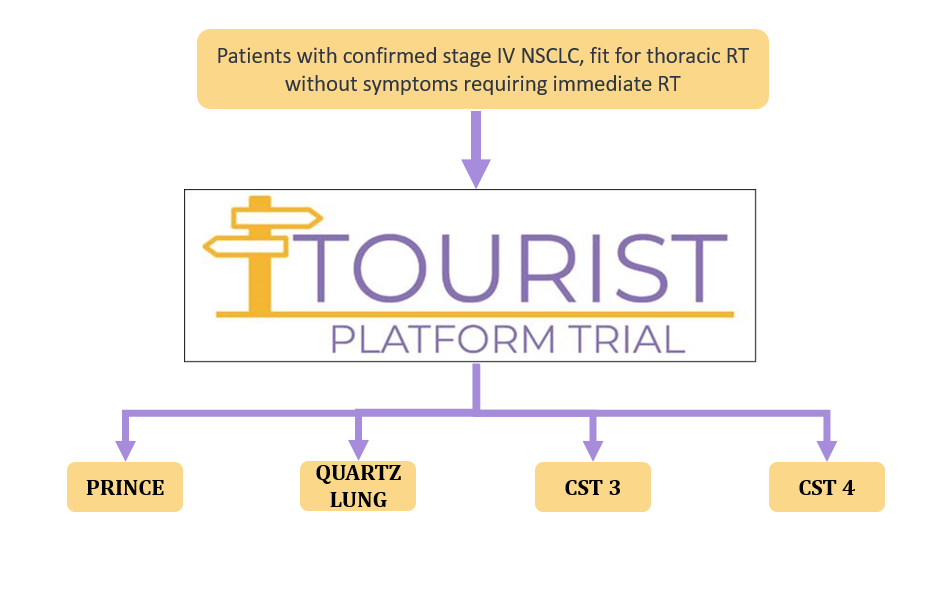 Patients with confirmed stage IV NSCLC, fit for thoracic RT
without symptoms requiring immediate RT
TOURIST
PLATFORM TRIAL
PRINCE
QUARTZ
LUNG
CST 3
CST 4